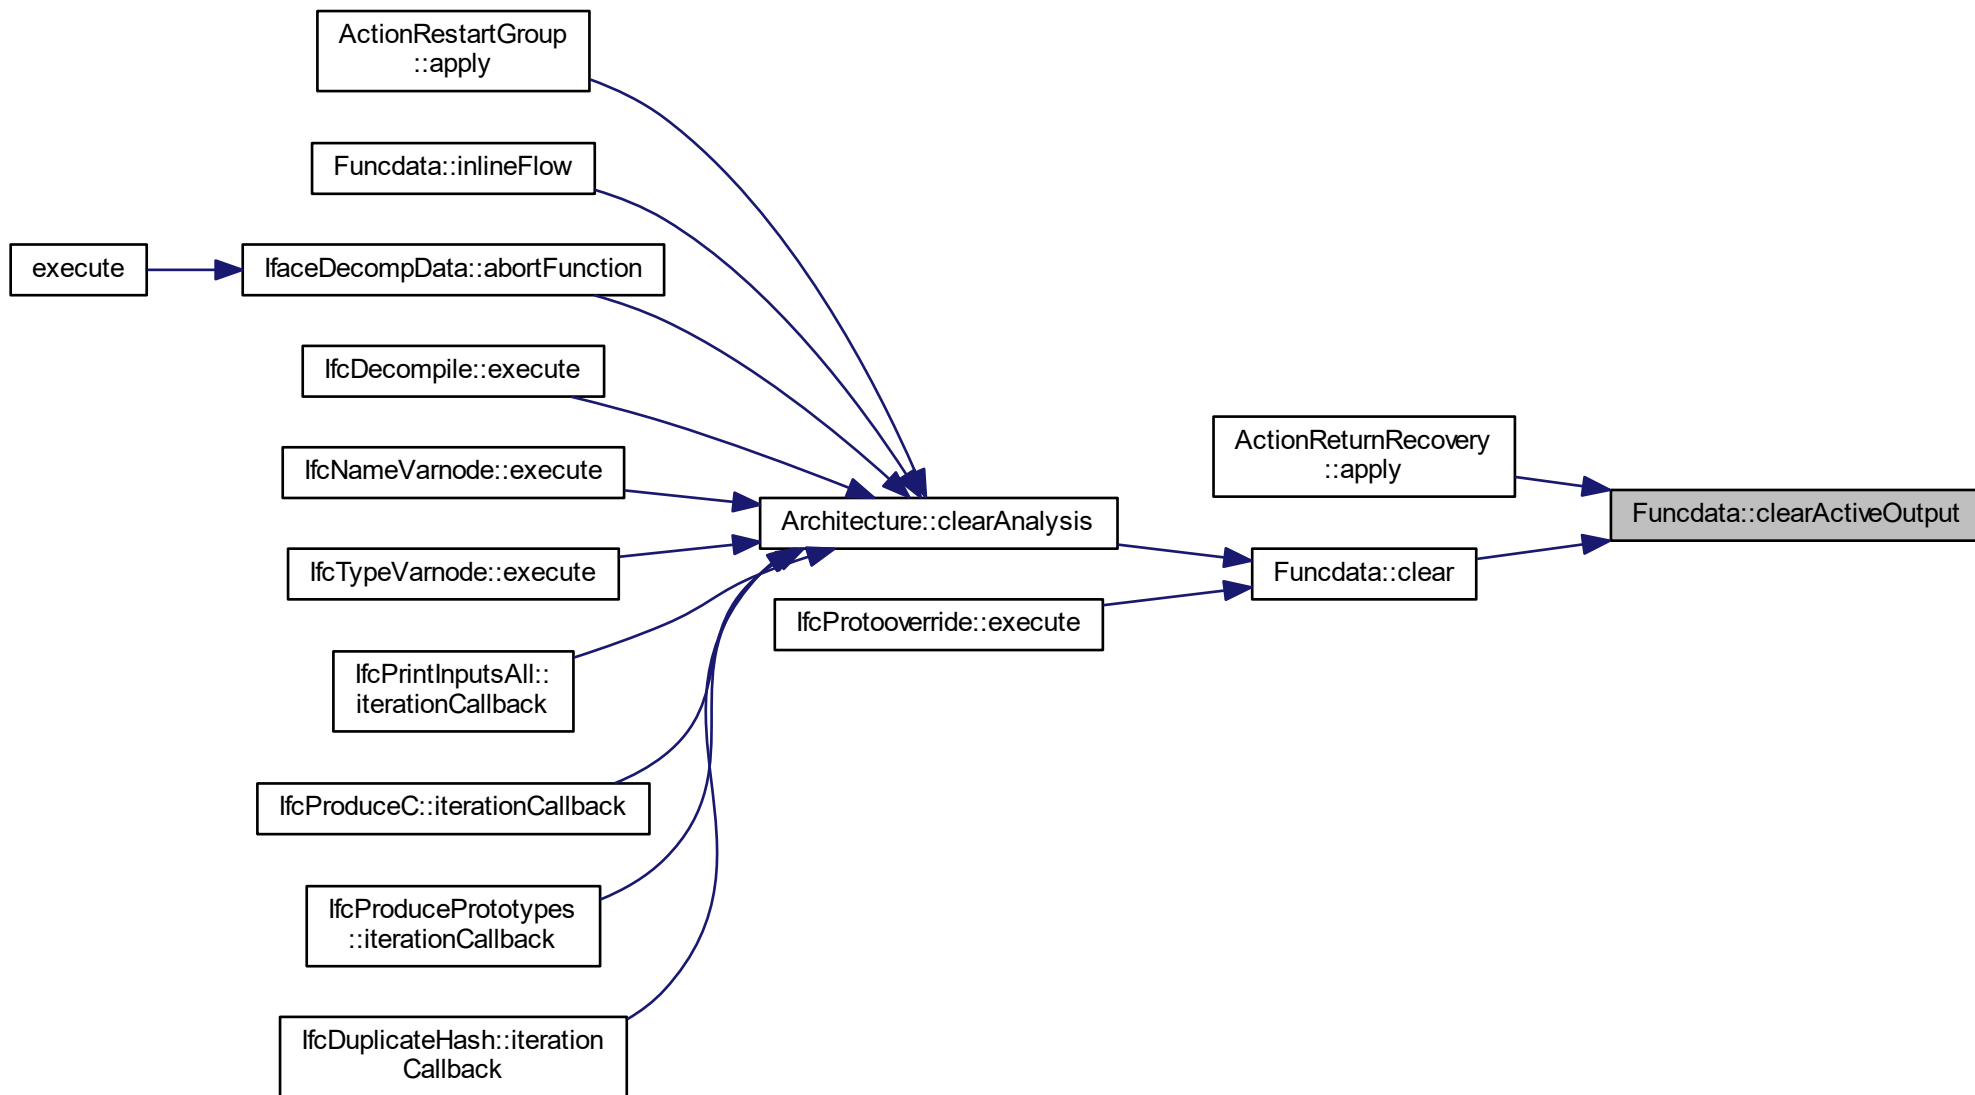 ActionRestartGroup
::apply
Funcdata::inlineFlow
execute
IfaceDecompData::abortFunction
IfcDecompile::execute
IfcNameVarnode::execute
IfcTypeVarnode::execute
IfcPrintInputsAll::
iterationCallback
IfcProduceC::iterationCallback
IfcProducePrototypes
::iterationCallback
IfcDuplicateHash::iteration
Callback
Architecture::clearAnalysis
IfcProtooverride::execute
ActionReturnRecovery
::apply
Funcdata::clear
Funcdata::clearActiveOutput